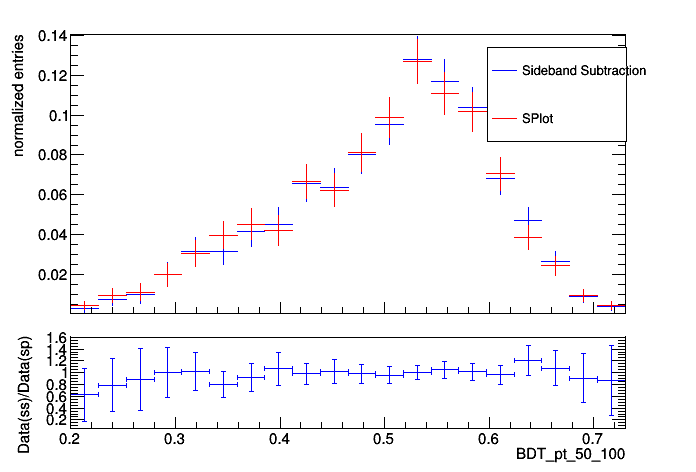 normalized entries
0.14
0.12
0.1
0.08
0.06
0.04
0.02
Sideband Subtraction
SPlot
Data(ss)/Data(sp)
1.6
1.4
1.2
1
0.8
0.6
0.4
0.2
0.2 0.3 0.4 0.5 0.6 0.7
BDT_pt_50_100